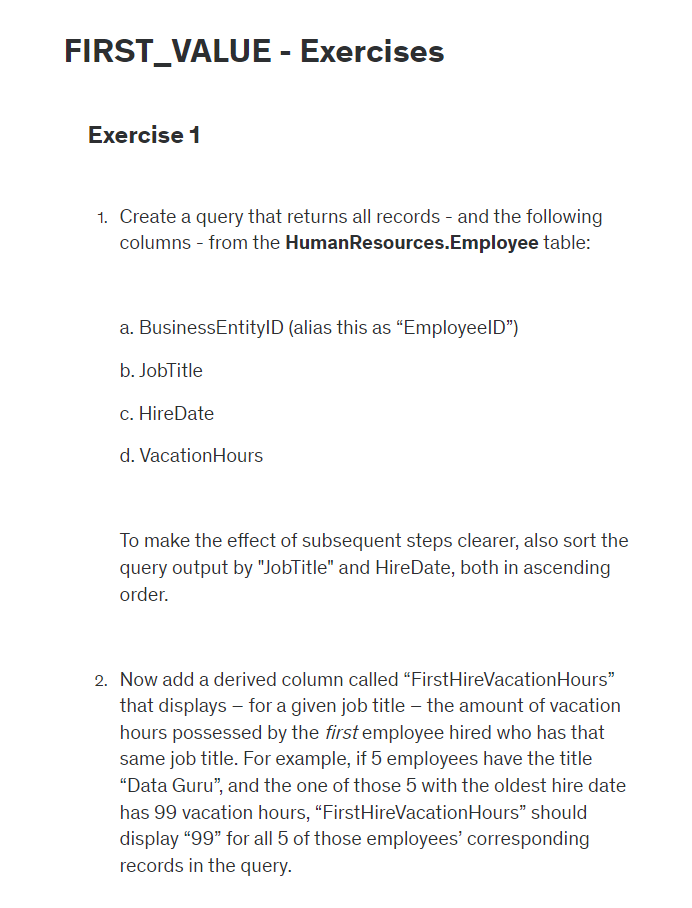 FIRST_VALUE - Exercises
Exercise 1
1. Create a query that returns all records - and the following
columns - from the HumanResources.Employee table:
a. BusinessEntityID (alias this as “EmployeeID”)
b. JobTitle
c. HireDate
d. VacationHours
To make the effect of subsequent steps clearer, also sort the
query output by "JobTitle" and HireDate, both in ascending
order.
2. Now add a derived column called “FirstHireVacationHours”
that displays – for a given job title – the amount of vacation
hours possessed by the first employee hired who has that
same job title. For example, if 5 employees have the title
“Data Guru”, and the one of those 5 with the oldest hire date
has 99 vacation hours, “FirstHireVacationHours” should
display “99” for all 5 of those employees’ corresponding
records in the query.